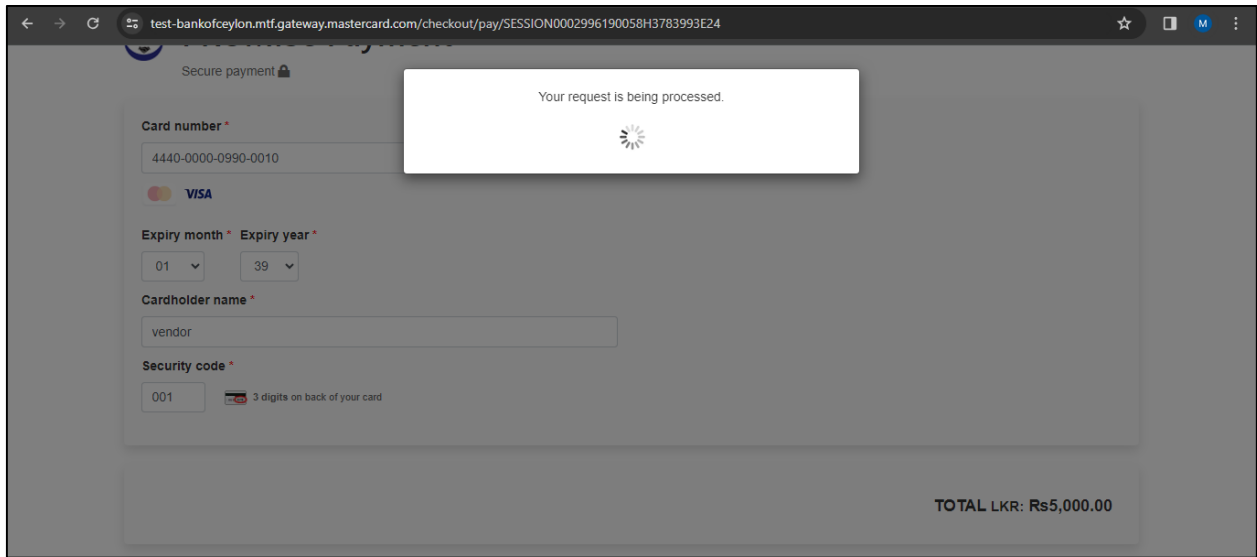 test-bankofceylon.mtf.gateway.mastercard.com/checkout/pay/SESSION0002996190058H3783993E24
M
Payment
Secure payment
Your request is being processed.
Card number *
4440-0000-0990-0010
VISA
Expiry month * Expiry year *
01 39
Cardholder name *
vendor
Security code *
001 3 digits on back of your card
TOTAL LKR: Rs5,000.00